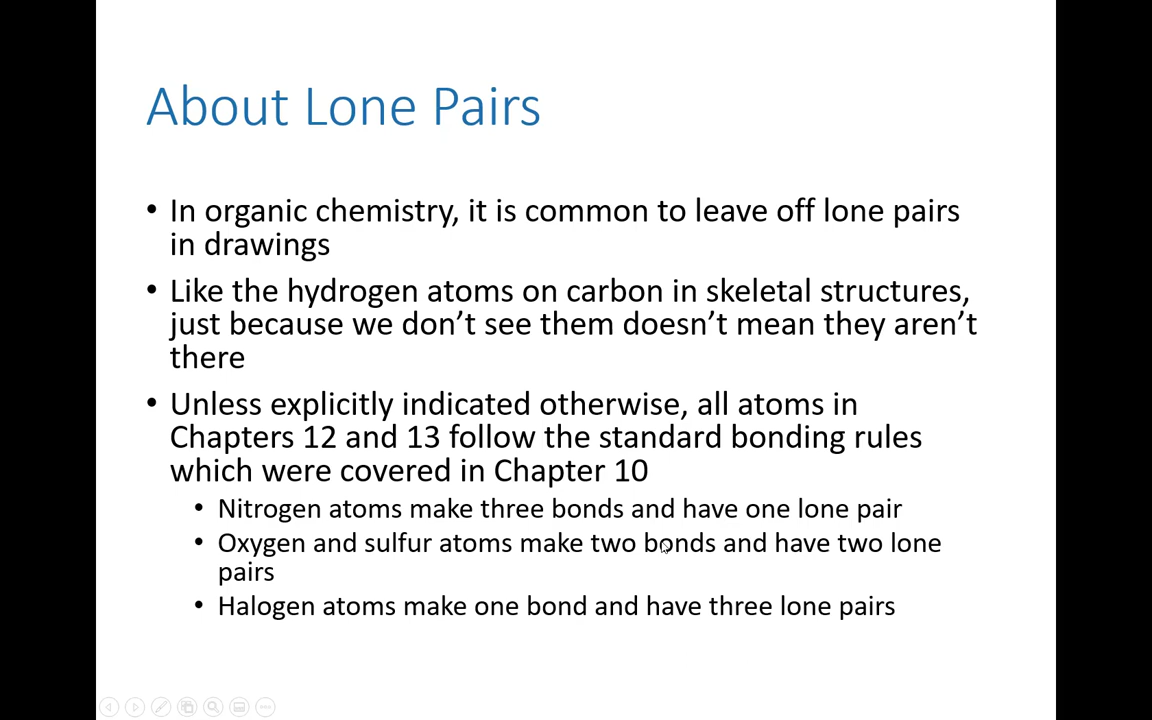 About Lone Pairs
• In organic chemistry, it is common to leave off lone pairs
in drawings
• Like the hydrogen atoms on carbon in skeletal structures,
just because we don’t see them doesn’t mean they aren’t
there
• Unless explicitly indicated otherwise, all atoms in
Chapters 12 and 13 follow the standard bonding rules
which were covered in Chapter 10
• Nitrogen atoms make three bonds and have one lone pair
• Oxygen and sulfur atoms make two bonds and have two lone
pairs
• Halogen atoms make one bond and have three lone pairs